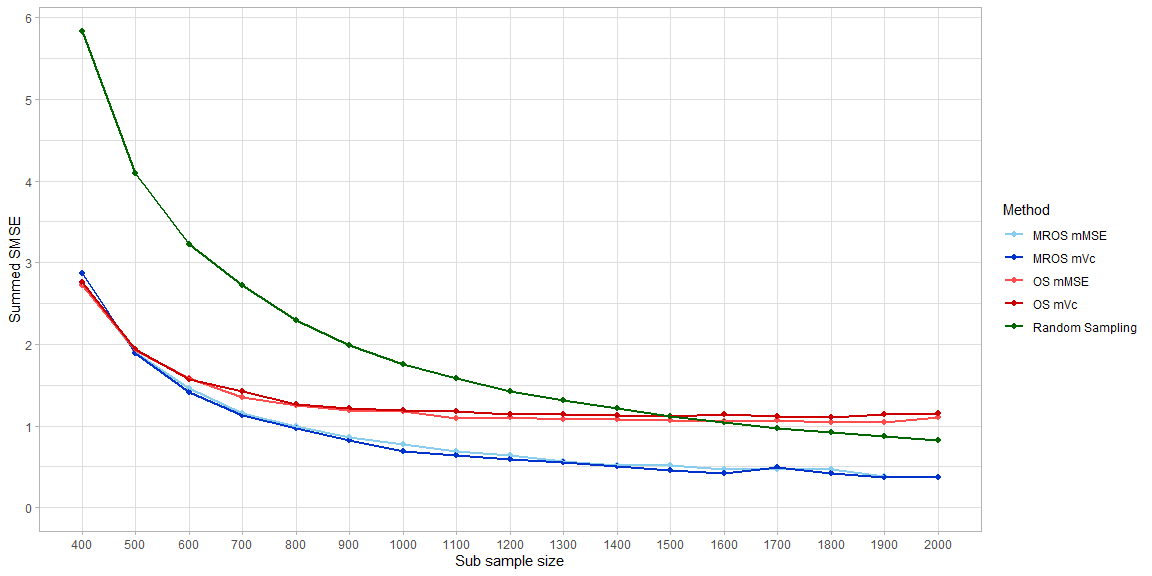 Summed SMSE
6
5
4
3
2
1
0
400 500 600 700 800 900 1000 1100 1200 1300 1400 1500 1600 1700 1800 1900 2000
Sub sample size
Method
MROS mMSE
MROS mVc
OS mMSE
OS mVc
Random Sampling